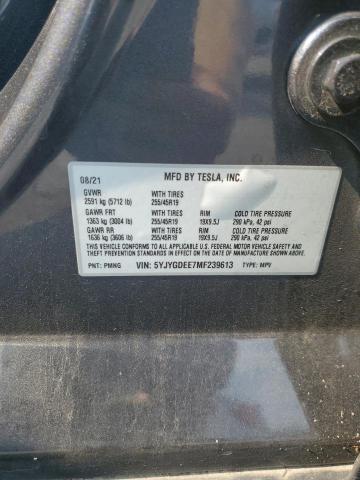 08/21 MFD BY TESLA, INC.
GVWR WITH TIRES
2591 kg (5712 lb) 255/45R19
GAWR FRT WITH TIRES RIM COLD TIRE PRESSURE
1363 kg (3004 lb) 255/45R19 19X9.5J 290 kPa, 42 psi
GAWR RR WITH TIRES RIM COLD TIRE PRESSURE
1636 kg (3606 lb) 255/45R19 19X9.5J 290 kPa, 42 psi
THIS VEHICLE CONFORMS TO ALL APPLICABLE U.S. FEDERAL MOTOR VEHICLE SAFETY AND
THEFT PREVENTION STANDARDS IN EFFECT ON THE DATE OF MANUFACTURE SHOWN ABOVE.
PNT: PMNG VIN: 5YJYGDEE7MF239613 TYPE: MPV